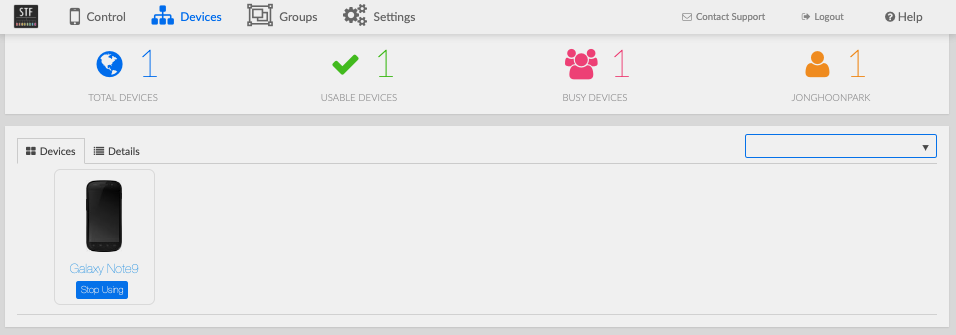 STF Control Devices Groups Settings Contact Support Logout Help
1 1 1 1
TOTAL DEVICES USABLE DEVICES BUSY DEVICES JONGHOONPARK
Devices Details
Galaxy Note9
Stop Using